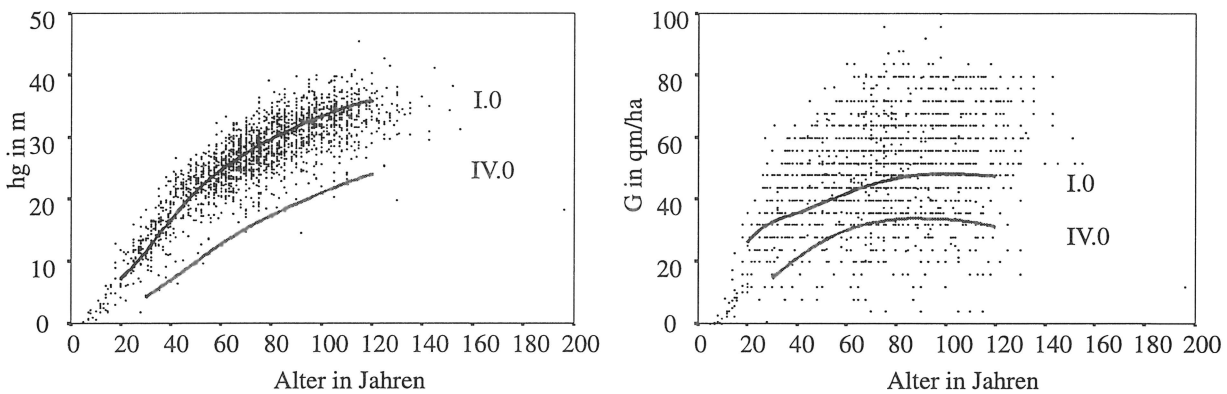 50
40
30
20
10
0
hg in m
I.0
IV.0
0 20 40 60 80 100 120 140 160 200
Alter in Jahren
100
80
60
40
20
0
G in qm/ha
I.0
IV.0
0 20 40 60 80 100 120 140 160 180 200
Alter in Jahren